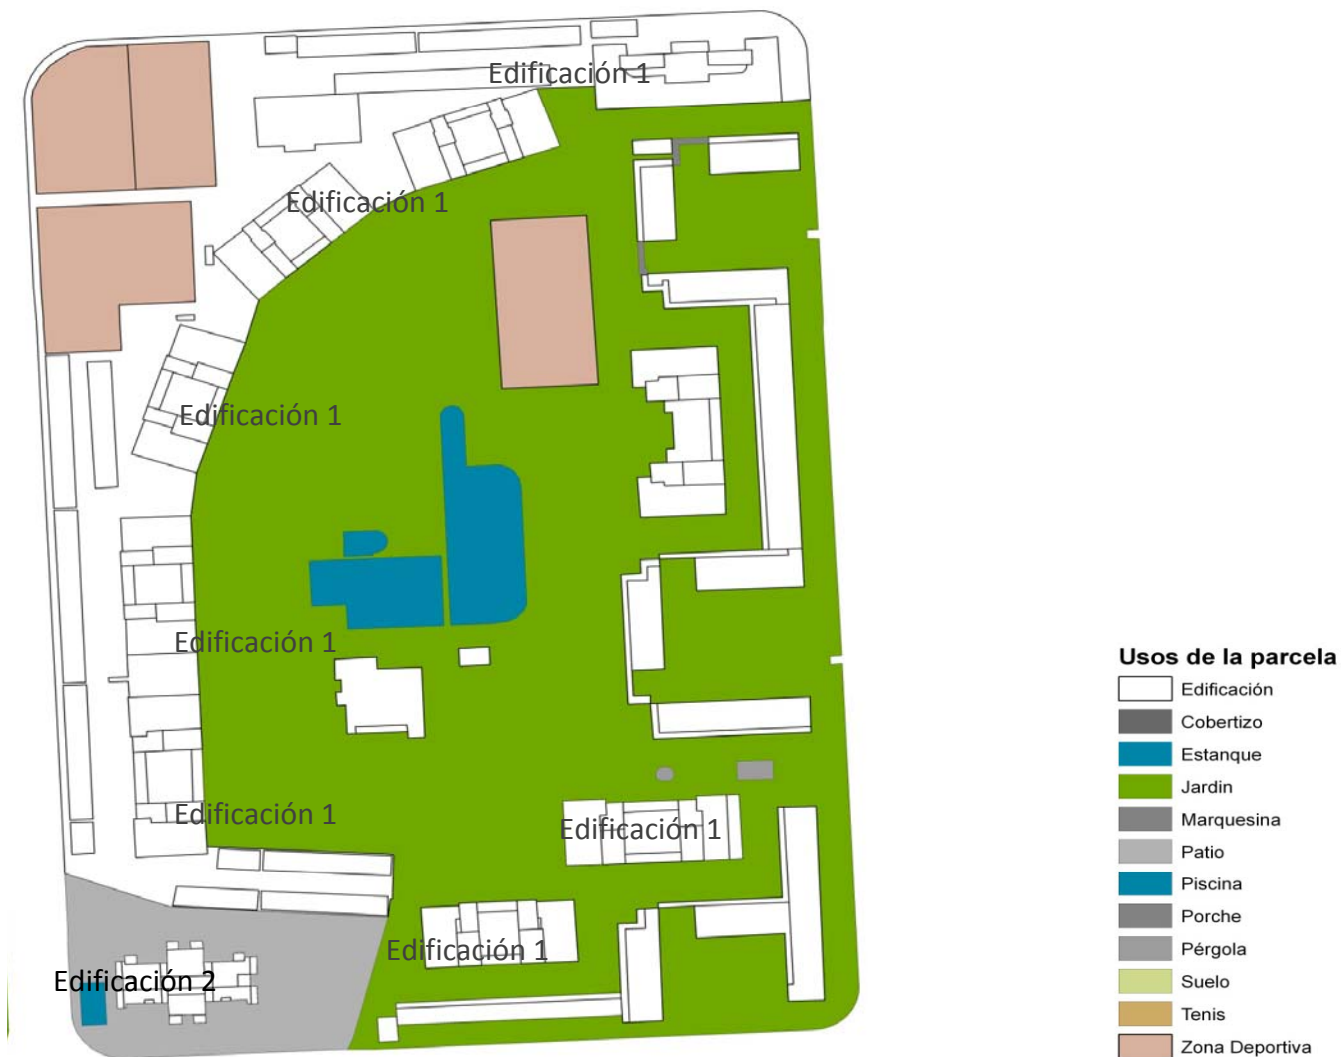 Edificación 1
Edificación 1
Edificación 1
Edificación 1
Edificación 1
Edificación 1
Edificación 1
Edificación 2
Usos de la parcela
Edificación
Cobertizo
Estanque
Jardin
Marquesina
Patio
Piscina
Porche
Pérgola
Suelo
Tenis
Zona Deportiva